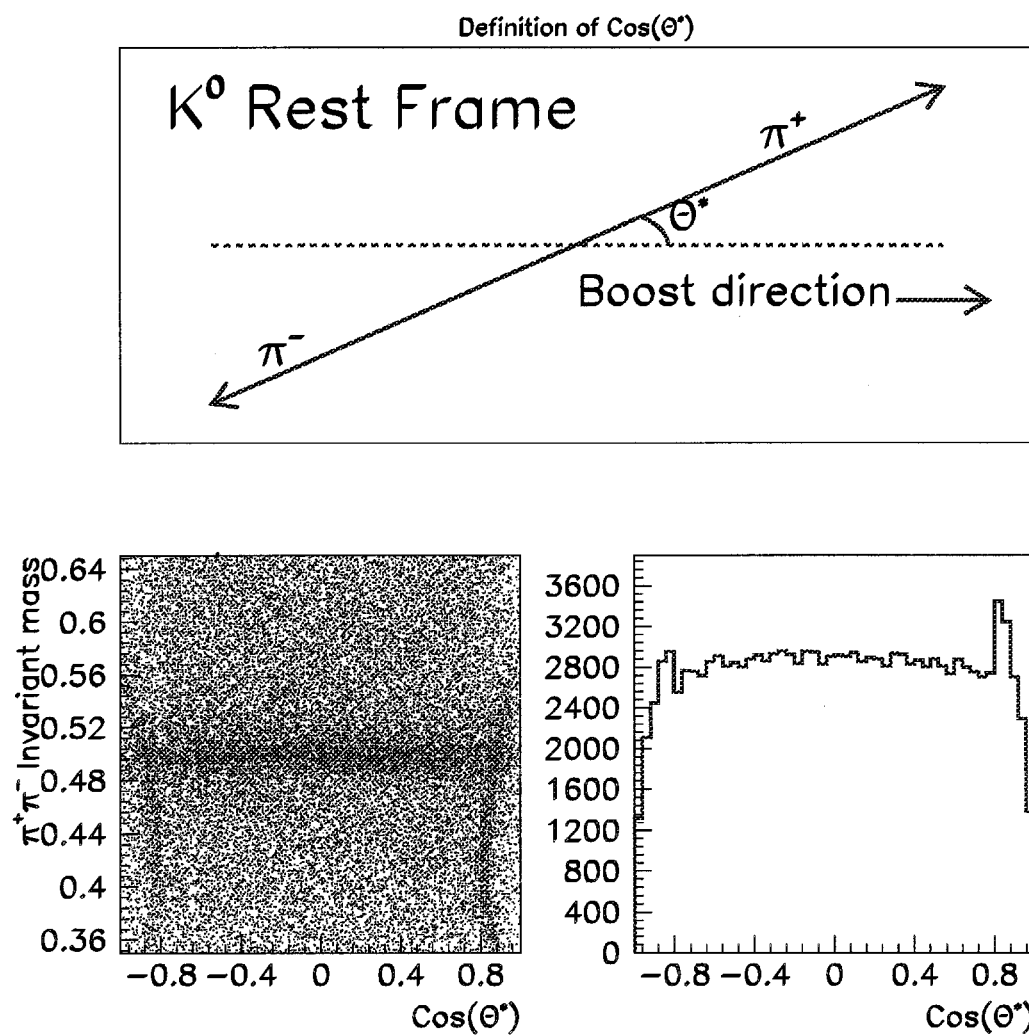 Definition of Cos(Θ*)
K⁰ Rest Frame
π⁺
Θ*
Boost direction
π⁻
π⁺π⁻ Invariant mass
0.64
0.6
0.56
0.52
0.48
0.44
0.4
0.36
−0.8 −0.4 0 0.4 0.8
Cos(Θ*)
3600
3200
2800
2400
2000
1600
1200
800
400
0
−0.8 −0.4 0 0.4 0.8
Cos(Θ*)